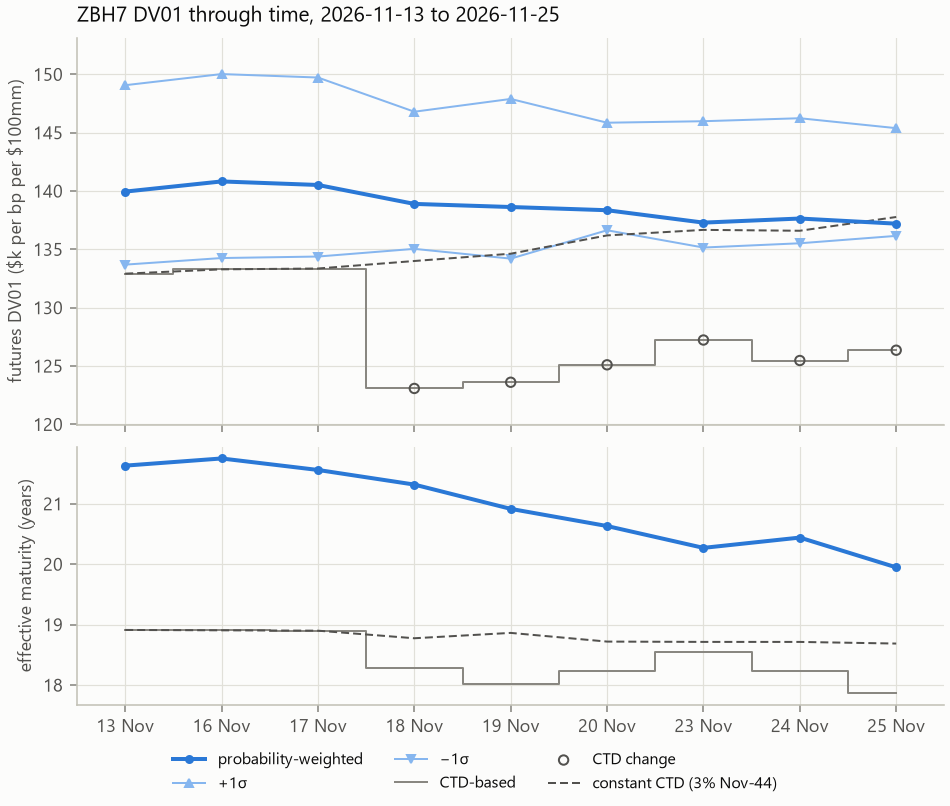 ZBH7 DV01 through time, 2026-11-13 to 2026-11-25
futures DV01 ($k per bp per $100mm)
150
145
140
135
130
125
120
effective maturity (years)
21
20
19
18
13 Nov 16 Nov 17 Nov 18 Nov 19 Nov 20 Nov 23 Nov 24 Nov 25 Nov
probability-weighted −1σ CTD change
+1σ CTD-based constant CTD (3% Nov-44)